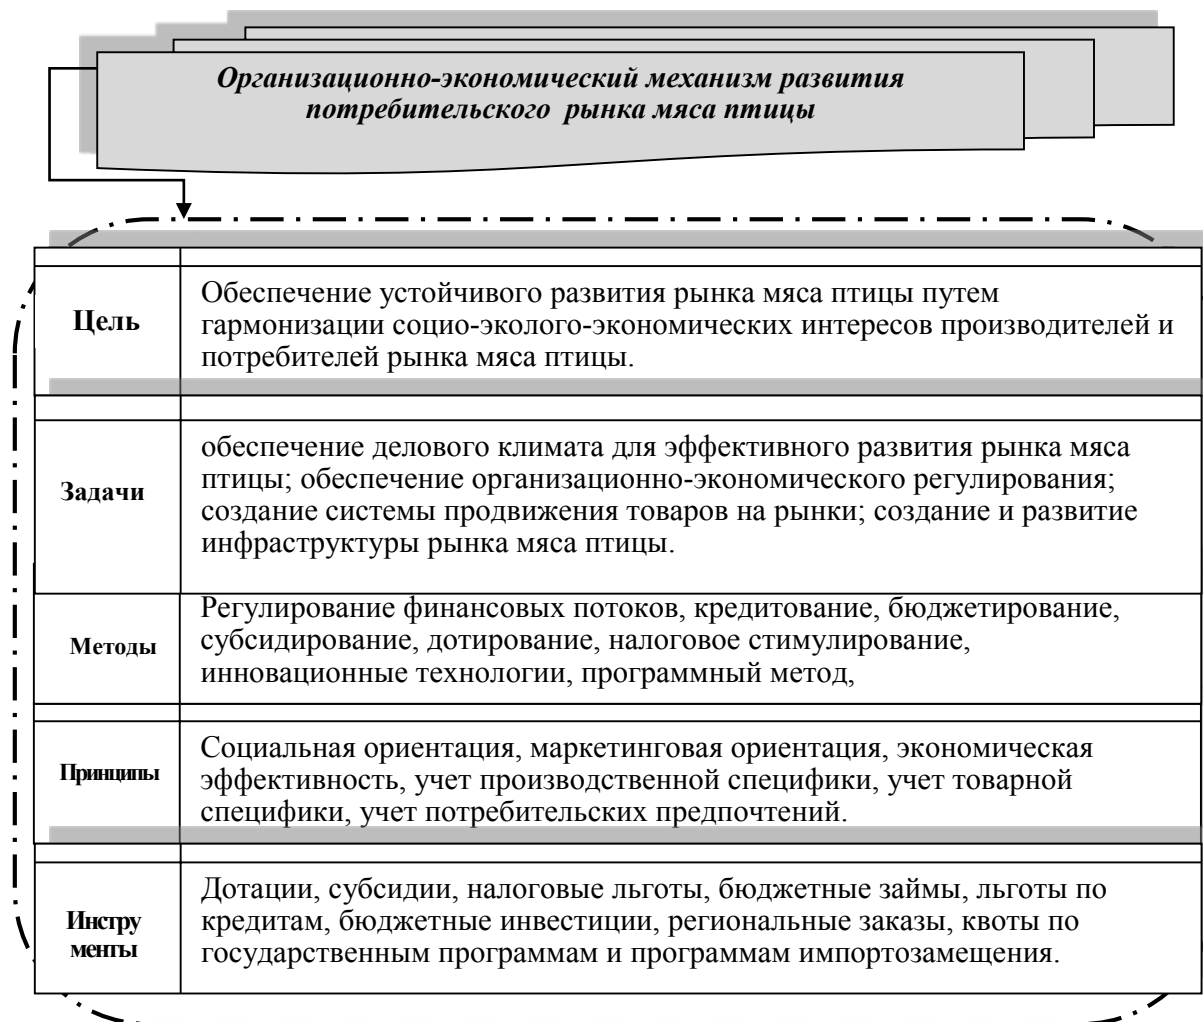 Организационно-экономический механизм развития
потребительского рынка мяса птицы
Цель
Обеспечение устойчивого развития рынка мяса птицы путем
гармонизации социо-эколого-экономических интересов производителей и
потребителей рынка мяса птицы.
Задачи
обеспечение делового климата для эффективного развития рынка мяса
птицы; обеспечение организационно-экономического регулирования;
создание системы продвижения товаров на рынки; создание и развитие
инфраструктуры рынка мяса птицы.
Методы
Регулирование финансовых потоков, кредитование, бюджетирование,
субсидирование, дотирование, налоговое стимулирование,
инновационные технологии, программный метод,
Принципы
Социальная ориентация, маркетинговая ориентация, экономическая
эффективность, учет производственной специфики, учет товарной
специфики, учет потребительских предпочтений.
Инстру
менты
Дотации, субсидии, налоговые льготы, бюджетные займы, льготы по
кредитам, бюджетные инвестиции, региональные заказы, квоты по
государственным программам и программам импортозамещения.